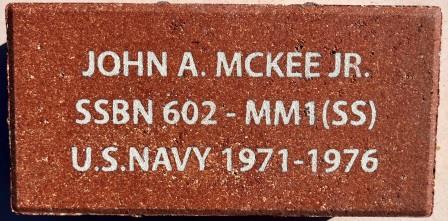 JOHN A. MCKEE JR.
SSBN 602 - MM1(SS)
U.S.NAVY 1971-1976